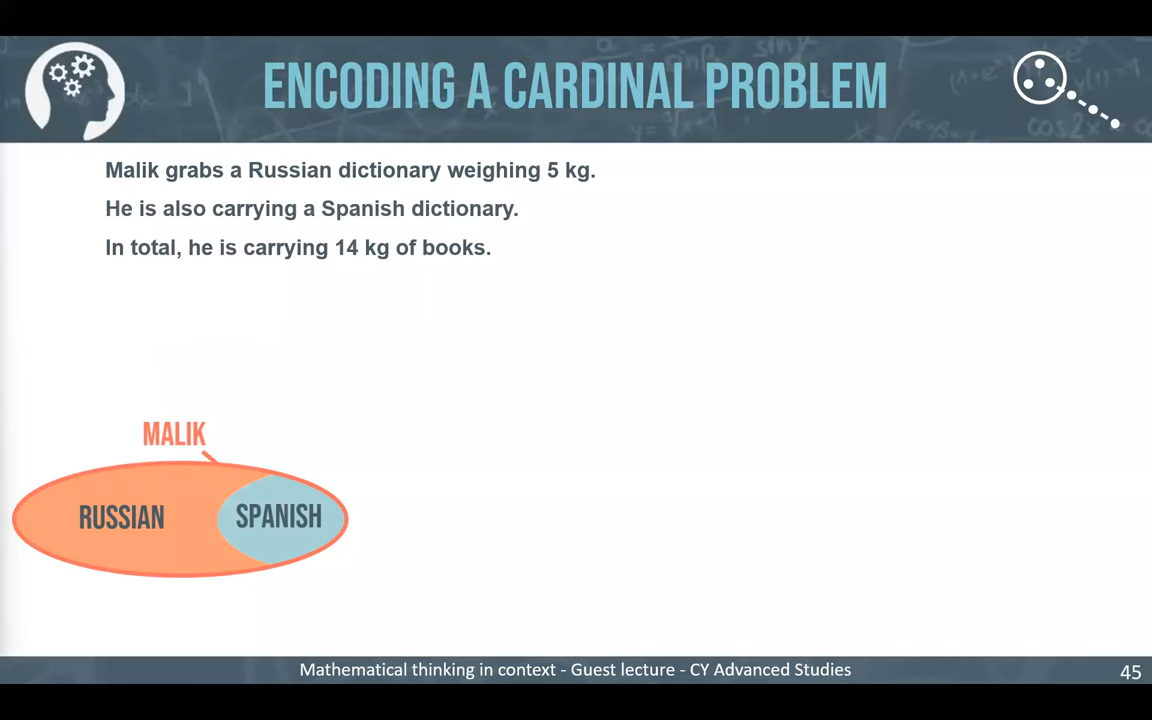 ENCODING A CARDINAL PROBLEM
Malik grabs a Russian dictionary weighing 5 kg.
He is also carrying a Spanish dictionary.
In total, he is carrying 14 kg of books.
MALIK
RUSSIAN
SPANISH
Mathematical thinking in context - Guest lecture - CY Advanced Studies
45